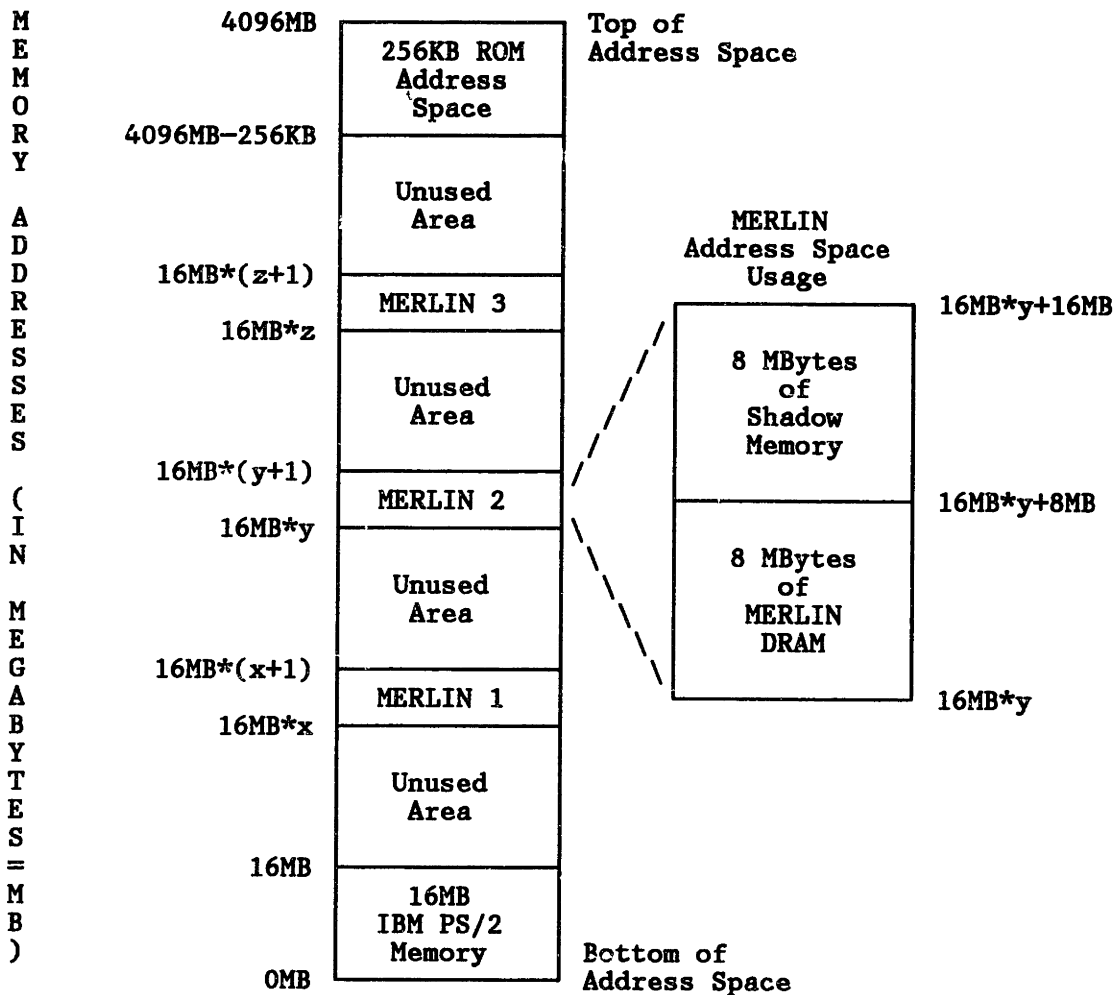 MEMORY ADDRESSES (IN MEGABYTES=MB)
4096MB
Top of
Address Space
256KB ROM
Address
Space
4096MB-256KB
Unused
Area
16MB*(z+1)
MERLIN 3
16MB*z
Unused
Area
16MB*(y+1)
MERLIN 2
16MB*y
Unused
Area
16MB*(x+1)
MERLIN 1
16MB*x
Unused
Area
16MB
16MB
IBM PS/2
Memory
0MB
Bottom of
Address Space
MERLIN
Address Space
Usage
16MB*y+16MB
8 MBytes
of
Shadow
Memory
16MB*y+8MB
8 MBytes
of
MERLIN
DRAM
16MB*y